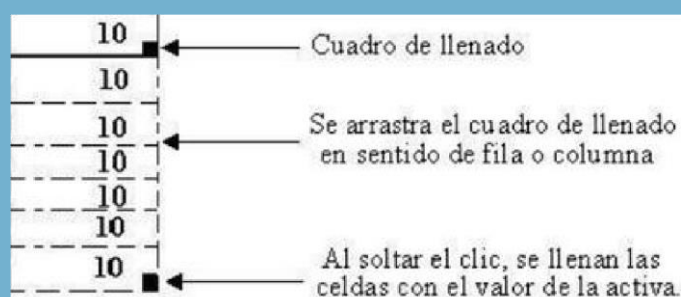 10
Cuadro de llenado
10
10
Se arrastra el cuadro de llenado
en sentido de fila o columna
10
10
10
10
Al soltar el clic, se llenan las
celdas con el valor de la activa.